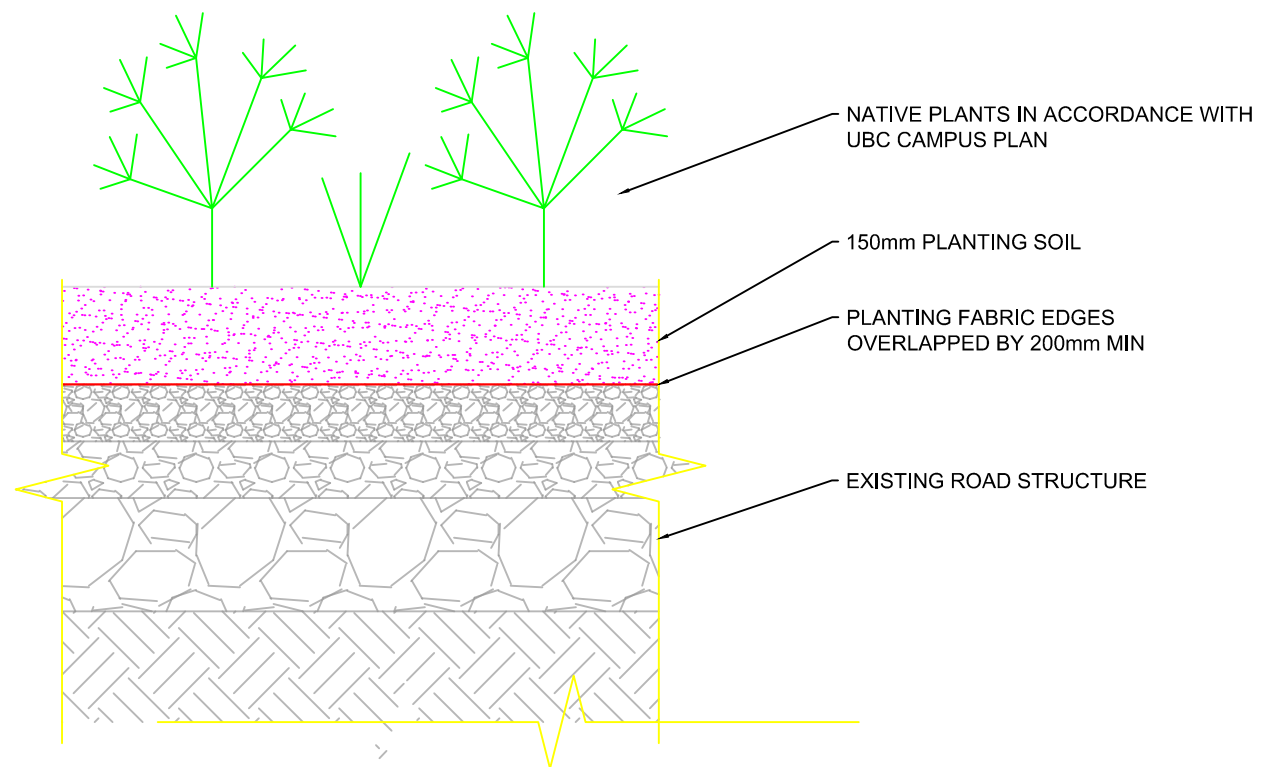 NATIVE PLANTS IN ACCORDANCE WITH
UBC CAMPUS PLAN
150mm PLANTING SOIL
PLANTING FABRIC EDGES
OVERLAPPED BY 200mm MIN
EXISTING ROAD STRUCTURE